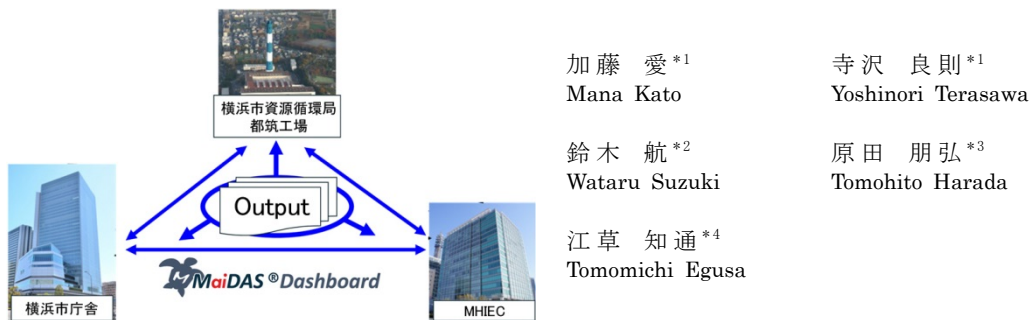 横浜市資源循環局
都筑工場
Output
MaiDAS®Dashboard
横浜市庁舎
MHIEC
加藤 愛*1
Mana Kato
寺沢 良則*1
Yoshinori Terasawa
鈴木 航*2
Wataru Suzuki
原田 朋弘*3
Tomohito Harada
江草 知通*4
Tomomichi Egusa